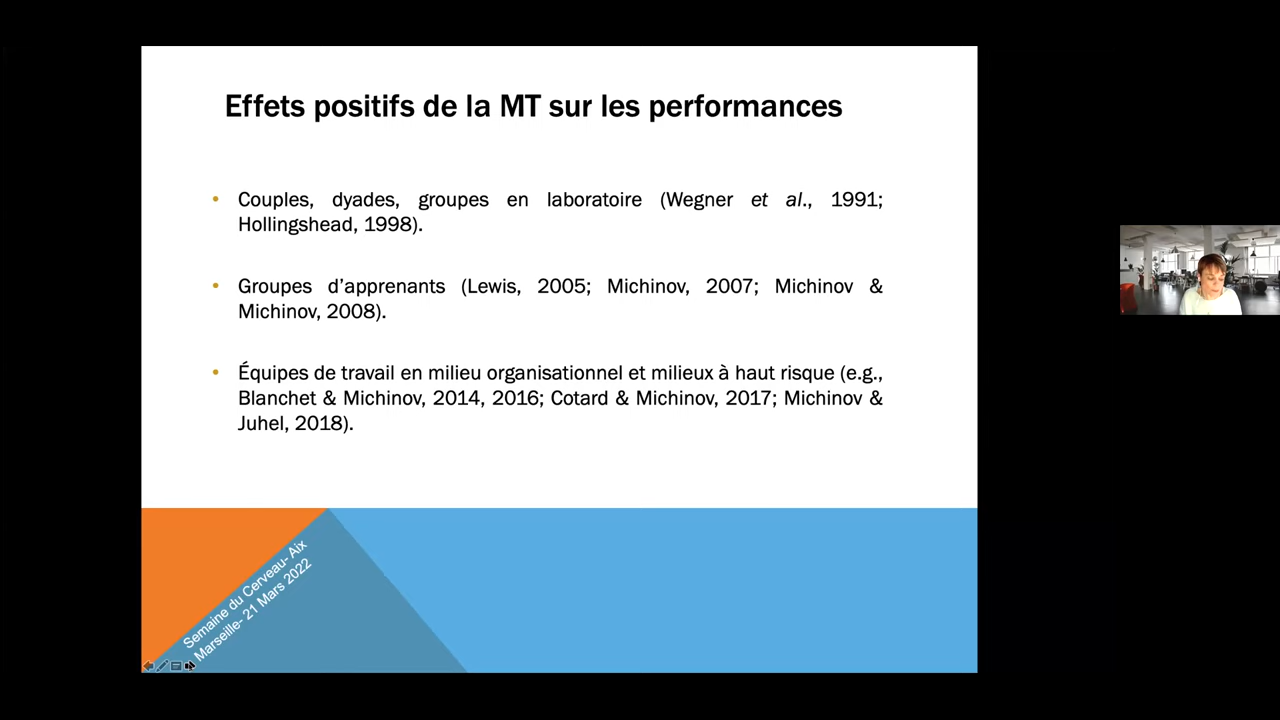 Effets positifs de la MT sur les performances
• Couples, dyades, groupes en laboratoire (Wegner et al., 1991;
Hollingshead, 1998).
• Groupes d’apprenants (Lewis, 2005; Michinov, 2007; Michinov &
Michinov, 2008).
• Équipes de travail en milieu organisationnel et milieux à haut risque (e.g.,
Blanchet & Michinov, 2014, 2016; Cotard & Michinov, 2017; Michinov &
Juhel, 2018).
Semaine du Cerveau- Aix
Marseille- 21 Mars 2022